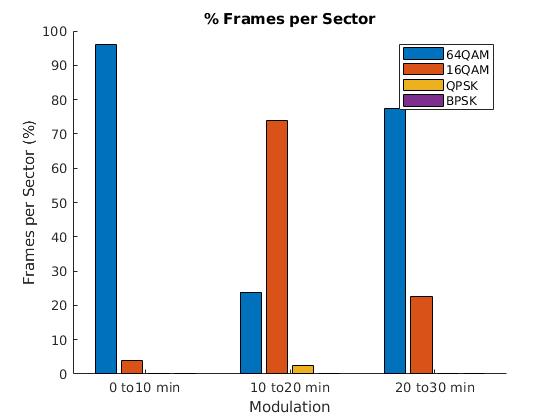 % Frames per Sector
Frames per Sector (%)
100
90
80
70
60
50
40
30
20
10
0
64QAM
16QAM
QPSK
BPSK
0 to10 min
10 to20 min
20 to30 min
Modulation